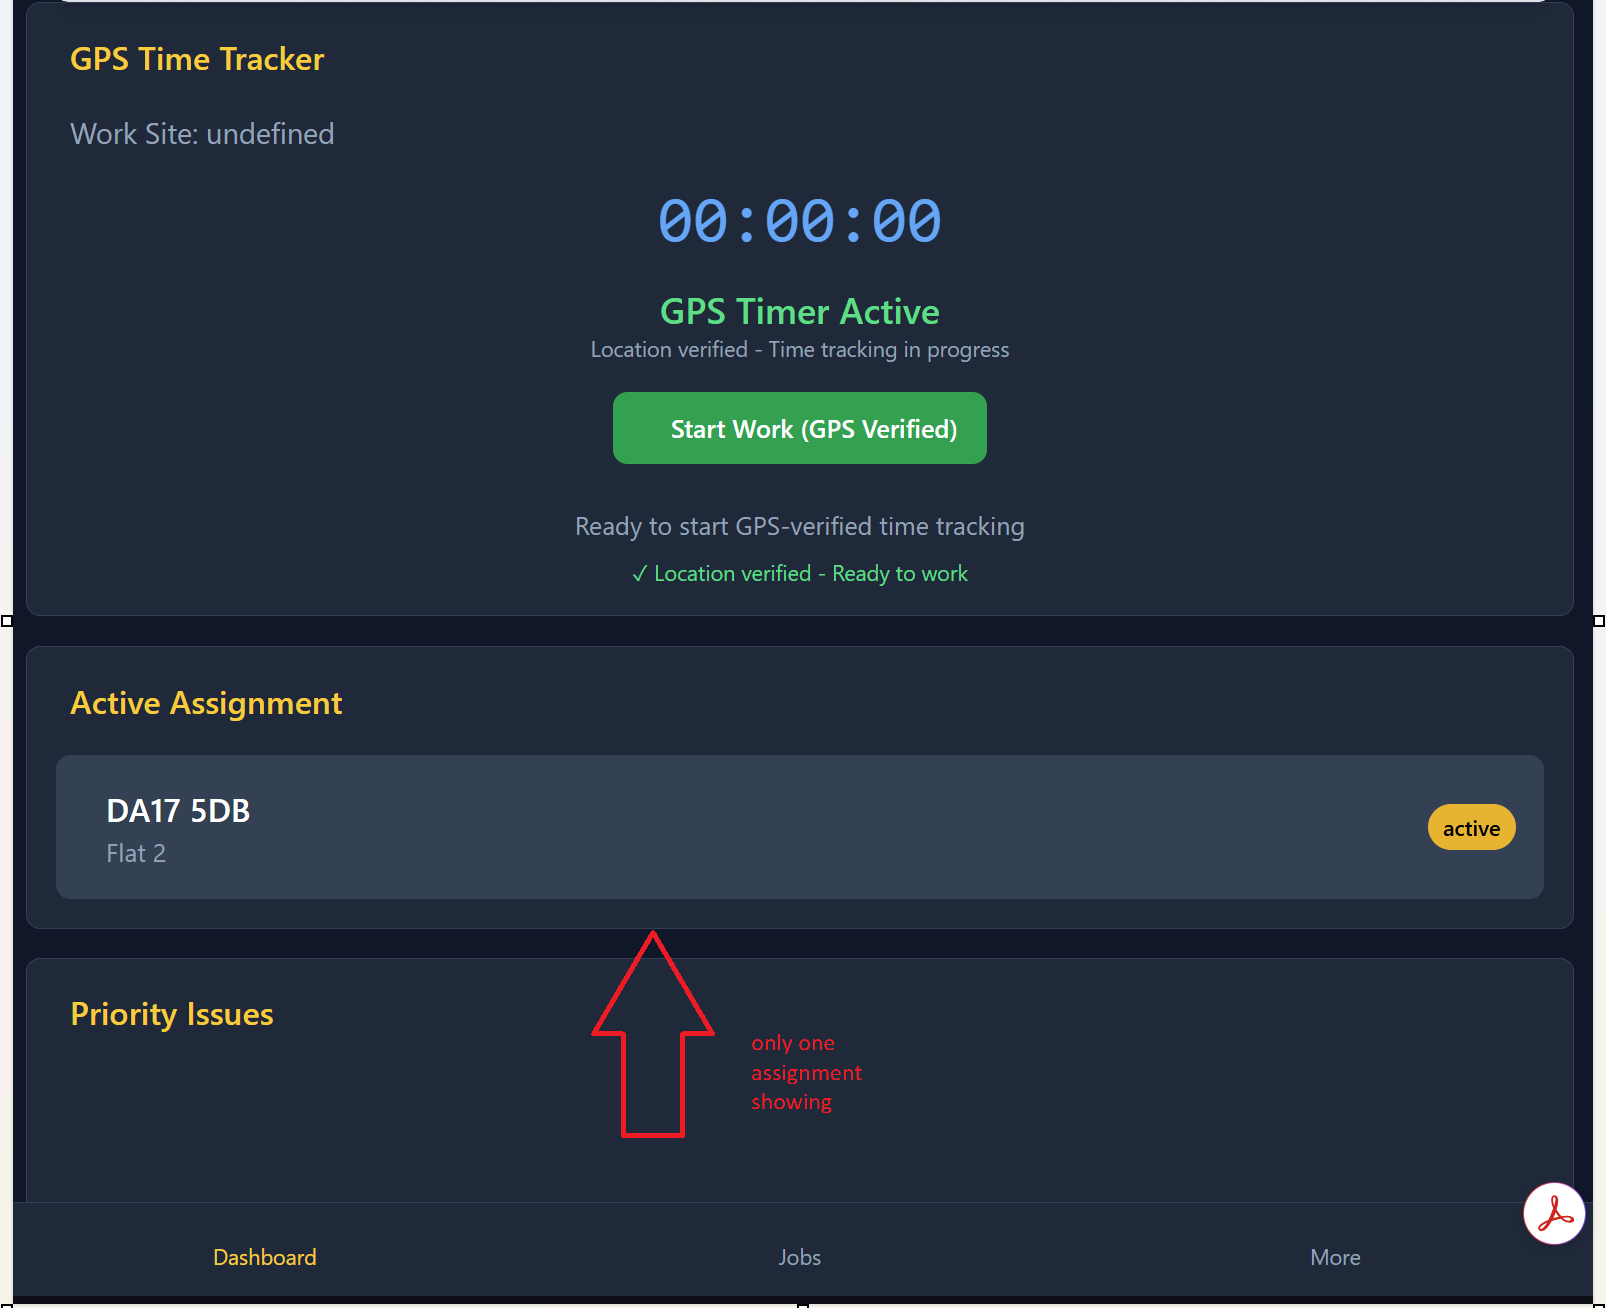 GPS Time Tracker
Work Site: undefined
00:00:00
GPS Timer Active
Location verified - Time tracking in progress
Start Work (GPS Verified)
Ready to start GPS-verified time tracking
✓ Location verified - Ready to work
Active Assignment
DA17 5DB
Flat 2
active
Priority Issues
only one
assignment
showing
Dashboard
Jobs
More